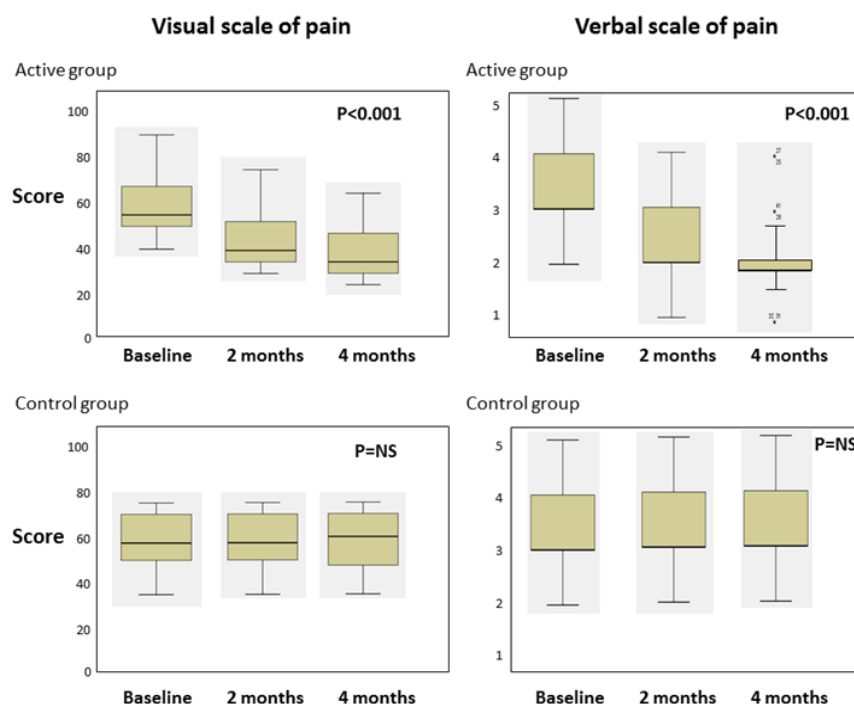 Visual scale of pain
Verbal scale of pain
Active group
Active group
100
80
60
40
20
0
Score
P<0.001
Baseline
2 months
4 months
5
4
3
2
1
P<0.001
Baseline
2 months
4 months
Control group
Control group
100
80
60
40
20
0
Score
P=NS
Baseline
2 months
4 months
5
4
3
2
1
P=NS
Baseline
2 months
4 months